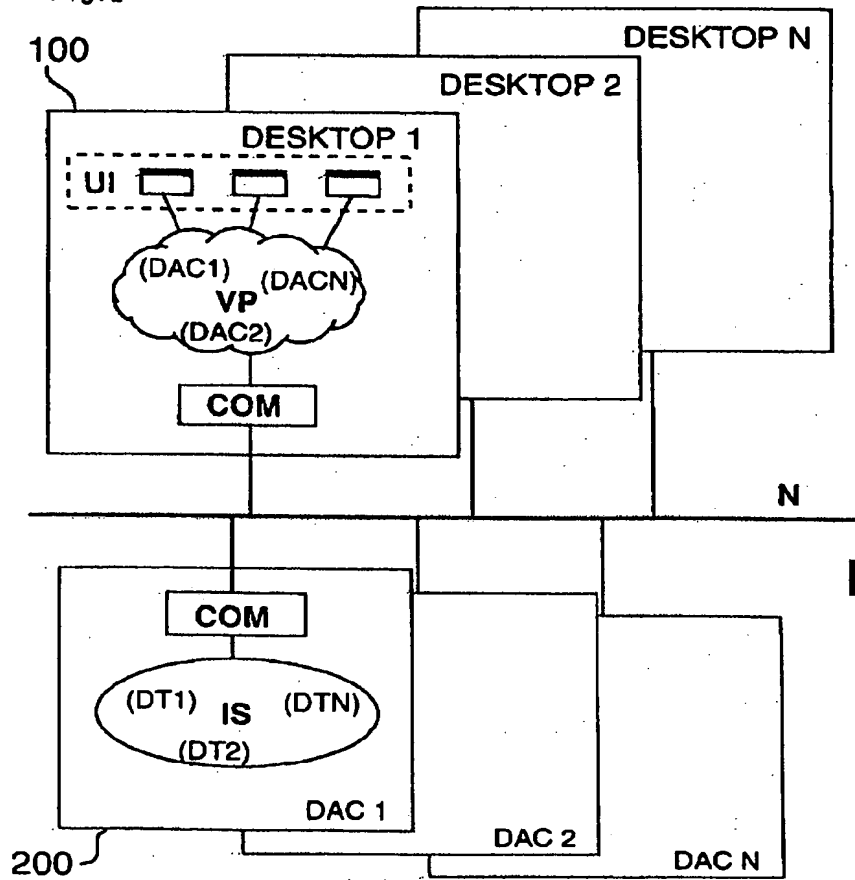 100
DESKTOP N
DESKTOP 2
DESKTOP 1
UI
(DAC1)
(DACN)
VP
(DAC2)
COM
N
COM
(DT1)
IS
(DTN)
(DT2)
DAC 1
DAC 2
DAC N
200